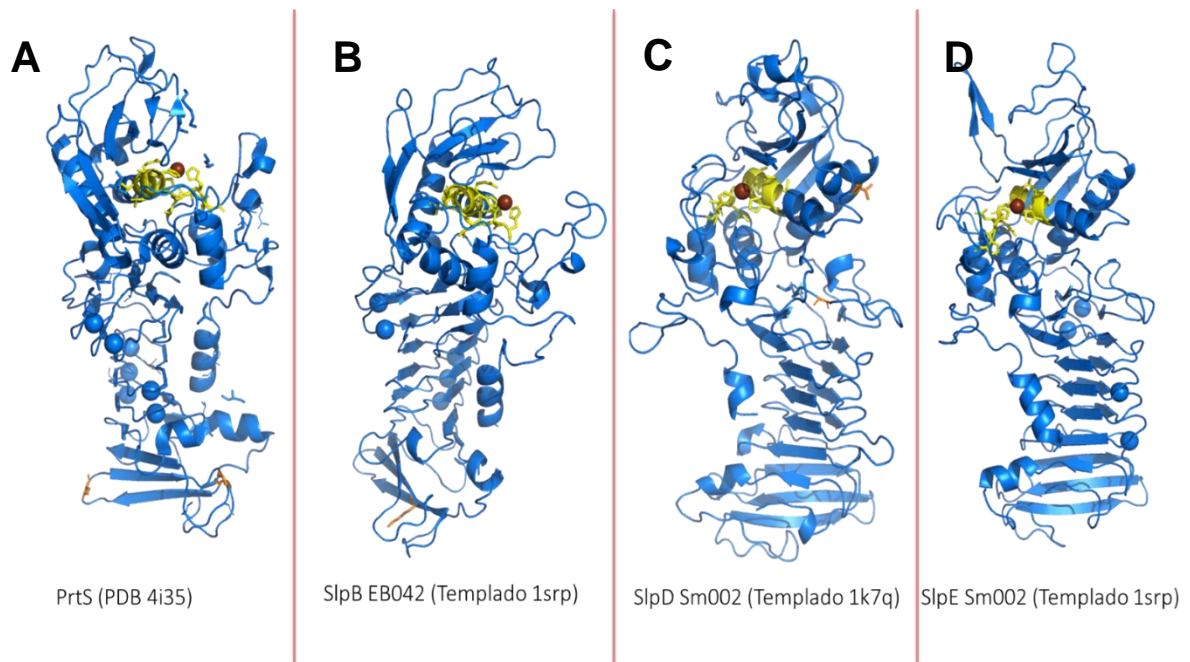 A
B
C
D
PrtS (PDB 4i35)
SlpB EB042 (Templado 1srp)
SlpD Sm002 (Templado 1k7q)
SlpE Sm002 (Templado 1srp)